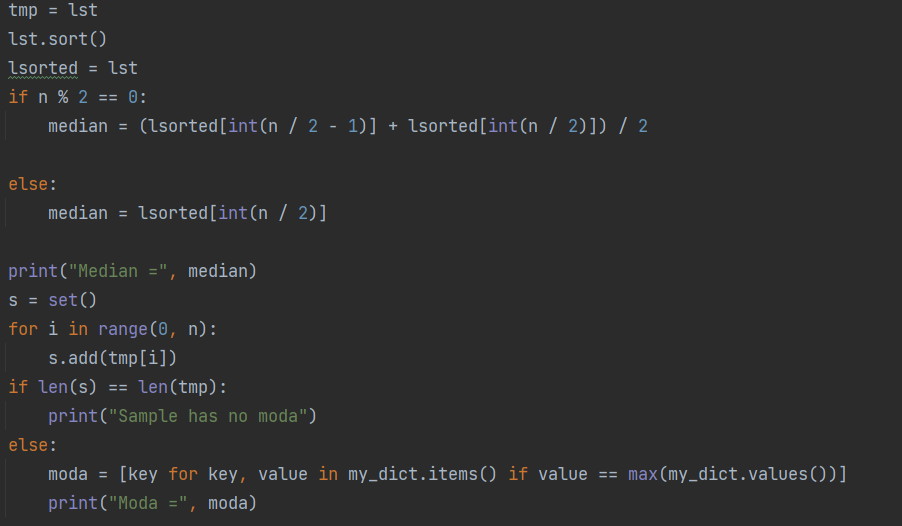 tmp = lst
lst.sort()
lsorted = lst
if n % 2 == 0:
    median = (lsorted[int(n / 2 - 1)] + lsorted[int(n / 2)]) / 2
else:
    median = lsorted[int(n / 2)]
print("Median =", median)
s = set()
for i in range(0, n):
    s.add(tmp[i])
if len(s) == len(tmp):
    print("Sample has no moda")
else:
    moda = [key for key, value in my_dict.items() if value == max(my_dict.values())]
    print("Moda =", moda)